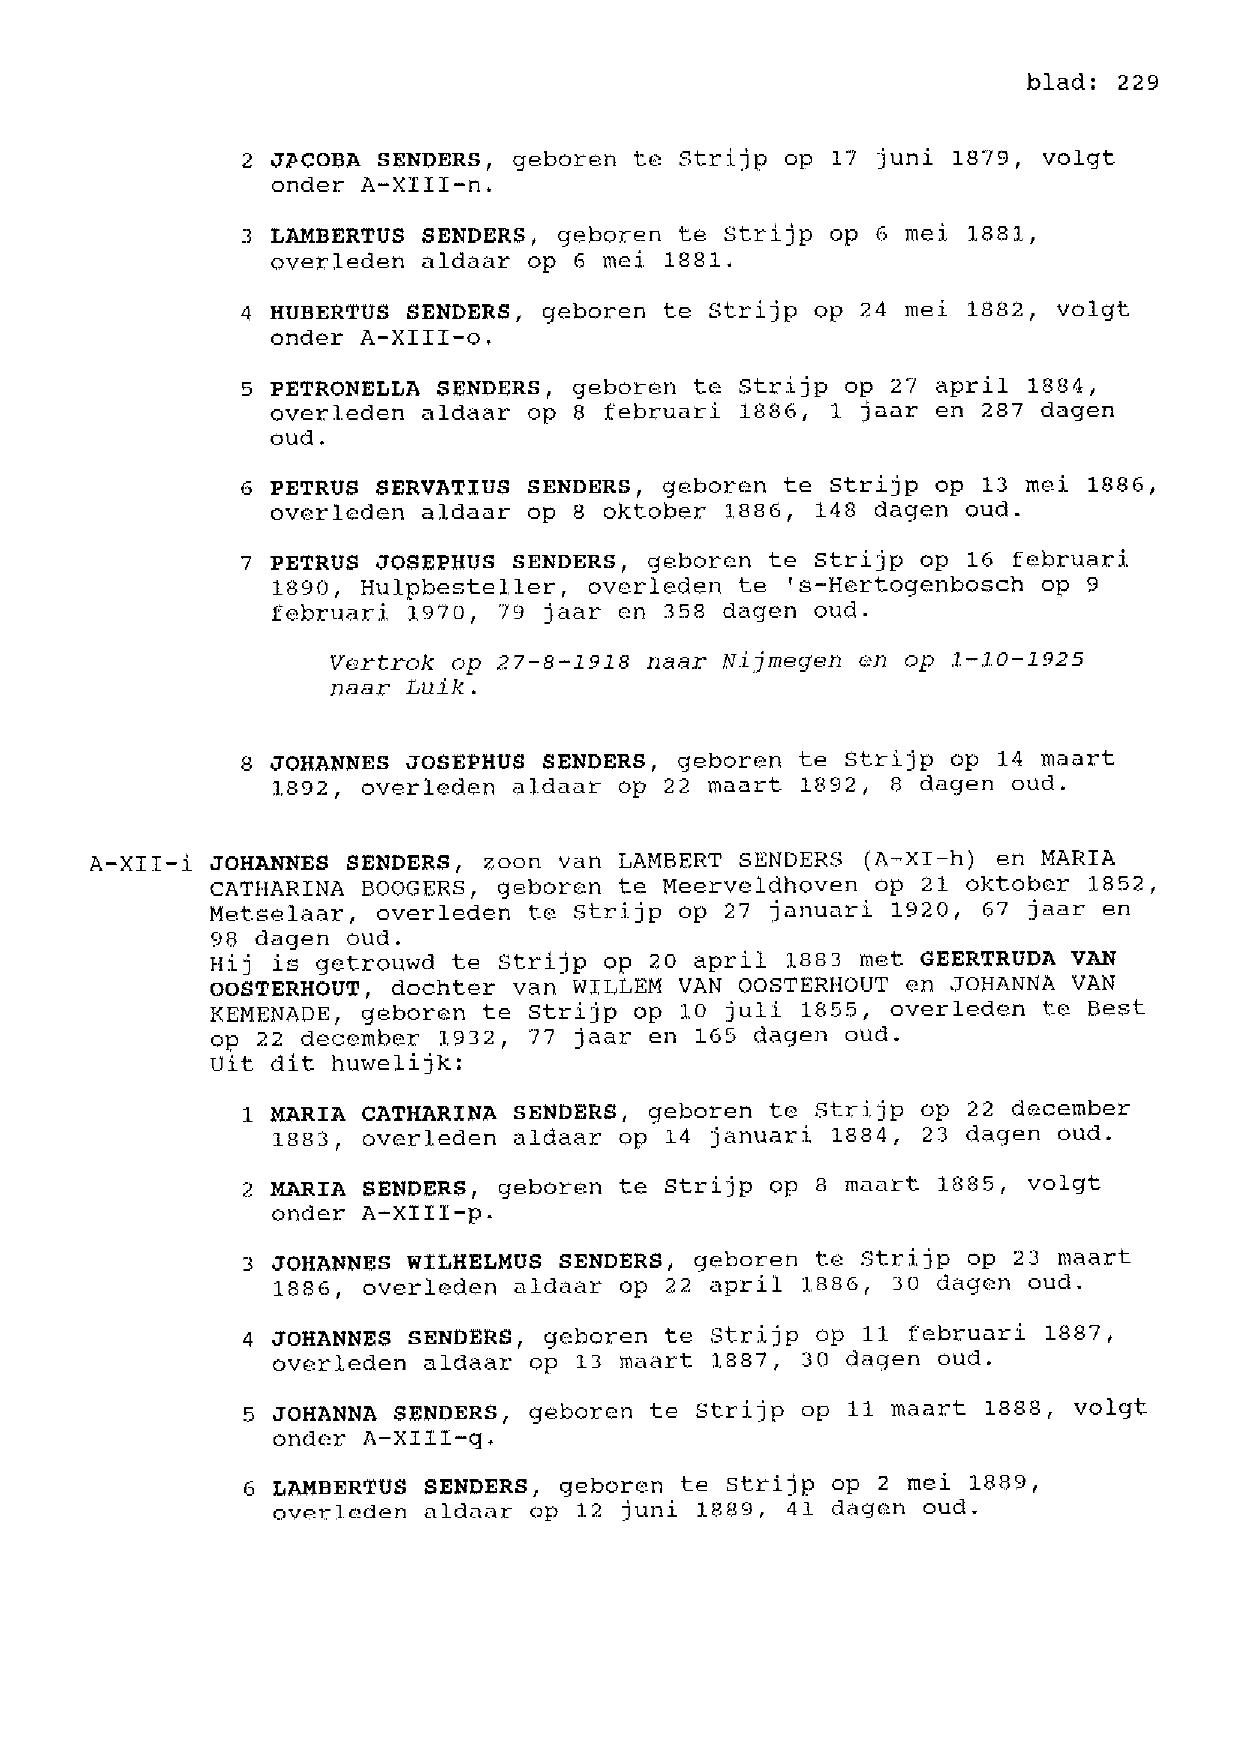 blad: 229
2 JACOBA SENDERS, geboren te Strijp op 17 juni 1879, volgt
onder A-XIII-n.
3 LAMBERTUS SENDERS, geboren te Strijp op 6 mei 1881,
overleden aldaar op 6 mei 1881.
4 HUBERTUS SENDERS, geboren te Strijp op 24 mei 1882, volgt
onder A-XIII-o.
5 PETRONELLA SENDERS, geboren te Strijp op 27 april 1884,
overleden aldaar op 8 februari 1886, 1 jaar en 287 dagen
oud.
6 PETRUS SERVATIUS SENDERS, geboren te Strijp op 13 mei 1886,
overleden aldaar op 8 oktober 1886, 148 dagen oud.
7 PETRUS JOSEPHUS SENDERS, geboren te Strijp op 16 februari
1890, Hulpbesteller, overleden te 's-Hertogenbosch op 9
februari 1970, 79 jaar en 358 dagen oud.
Vertrok op 27-8-1918 naar Nijmegen en op 1-10-1925
naar Luik.
8 JOHANNES JOSEPHUS SENDERS, geboren te Strijp op 14 maart
1892, overleden aldaar op 22 maart 1892, 8 dagen oud.
A-XII-i JOHANNES SENDERS, zoon van LAMBERT SENDERS (A-XI-h) en MARIA
CATHARINA BOOGERS, geboren te Meerveldhoven op 21 oktober 1852,
Metselaar, overleden te Strijp op 27 januari 1920, 67 jaar en
98 dagen oud.
Hij is getrouwd te Strijp op 20 april 1883 met GEERTRUDA VAN
OOSTERHOUT, dochter van WILLEM VAN OOSTERHOUT en JOHANNA VAN
KEMENADE, geboren te Strijp op 10 juli 1855, overleden te Best
op 22 december 1932, 77 jaar en 165 dagen oud.
Uit dit huwelijk:
1 MARIA CATHARINA SENDERS, geboren te Strijp op 22 december
1883, overleden aldaar op 14 januari 1884, 23 dagen oud.
2 MARIA SENDERS, geboren te Strijp op 8 maart 1885, volgt
onder A-XIII-p.
3 JOHANNES WILHELMUS SENDERS, geboren te Strijp op 23 maart
1886, overleden aldaar op 22 april 1886, 30 dagen oud.
4 JOHANNES SENDERS, geboren te Strijp op 11 februari 1887,
overleden aldaar op 13 maart 1887, 30 dagen oud.
5 JOHANNA SENDERS, geboren te Strijp op 11 maart 1888, volgt
onder A-XIII-q.
6 LAMBERTUS SENDERS, geboren te Strijp op 2 mei 1889,
overleden aldaar op 12 juni 1889, 41 dagen oud.